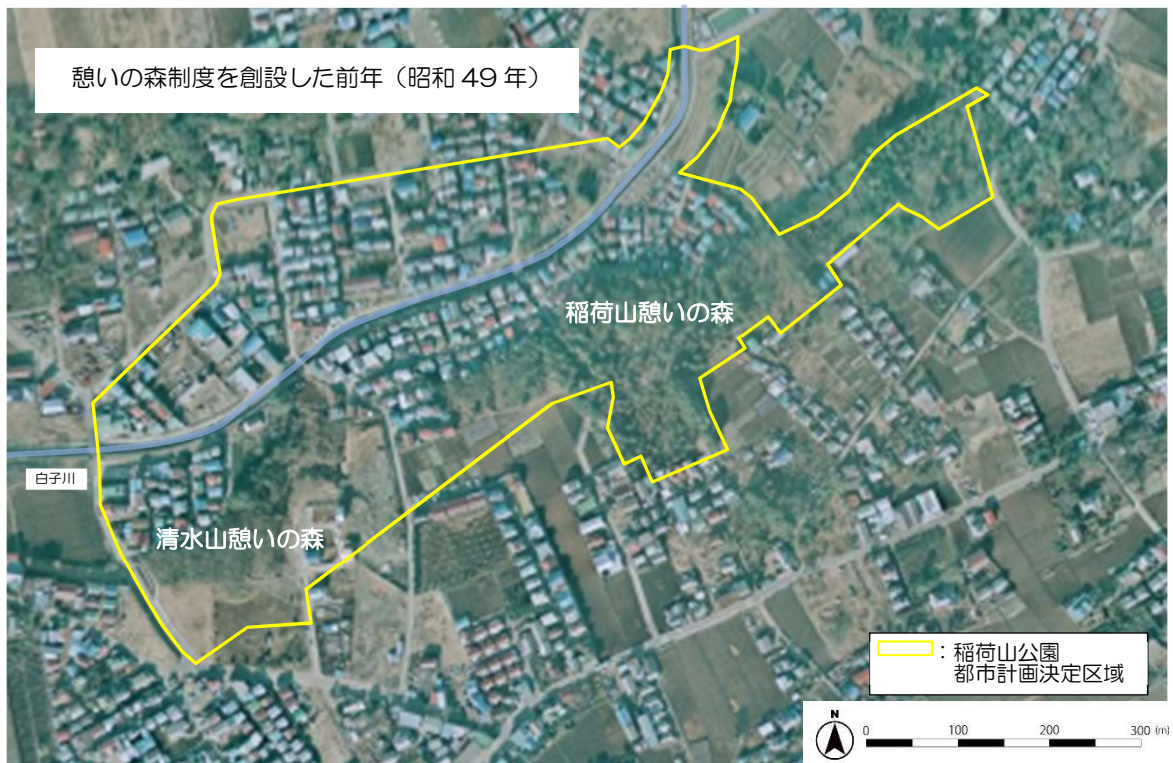 憩いの森制度を創設した前年（昭和 49 年）
稲荷山憩いの森
白子川
清水山憩いの森
：稲荷山公園
都市計画決定区域
N
0 100 200 300 (m)